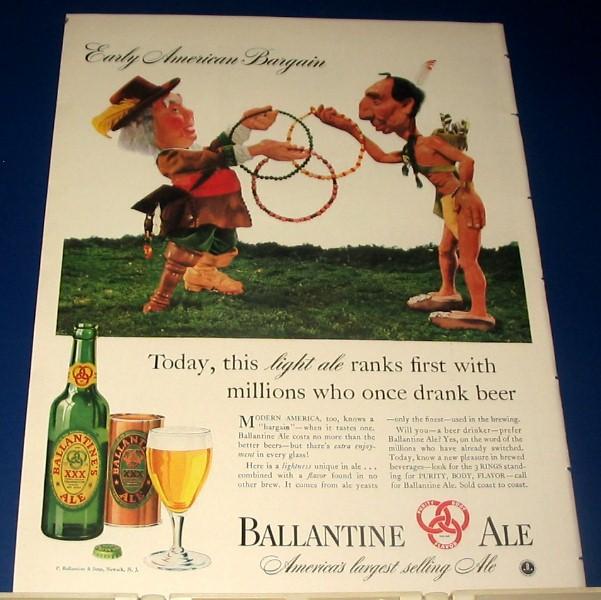 Early American Bargain
Today, this light ale ranks first with
millions who once drank beer
MODERN AMERICA, too, knows a
"bargain"—when it tastes one.
Ballantine Ale costs no more than the
better beers—but there's extra enjoy-
ment in every glass!
Here is a lightness unique in ale . . .
combined with a flavor found in no
other brew. It comes from ale yeasts
—only the finest—used in the brewing.
Will you—a beer drinker—prefer
Ballantine Ale? Yes, on the word of the
millions who have already switched.
Today, know a new pleasure in brewed
beverages—look for the 3 RINGS stand-
ing for PURITY, BODY, FLAVOR—call
for Ballantine Ale. Sold coast to coast.
BALLANTINE'S
XXX
ALE
BALLANTINE'S
XXX
ALE
BALLANTINE
PURITY
BODY
FLAVOR
ALE
America's largest selling Ale
P. Ballantine & Sons, Newark, N. J.